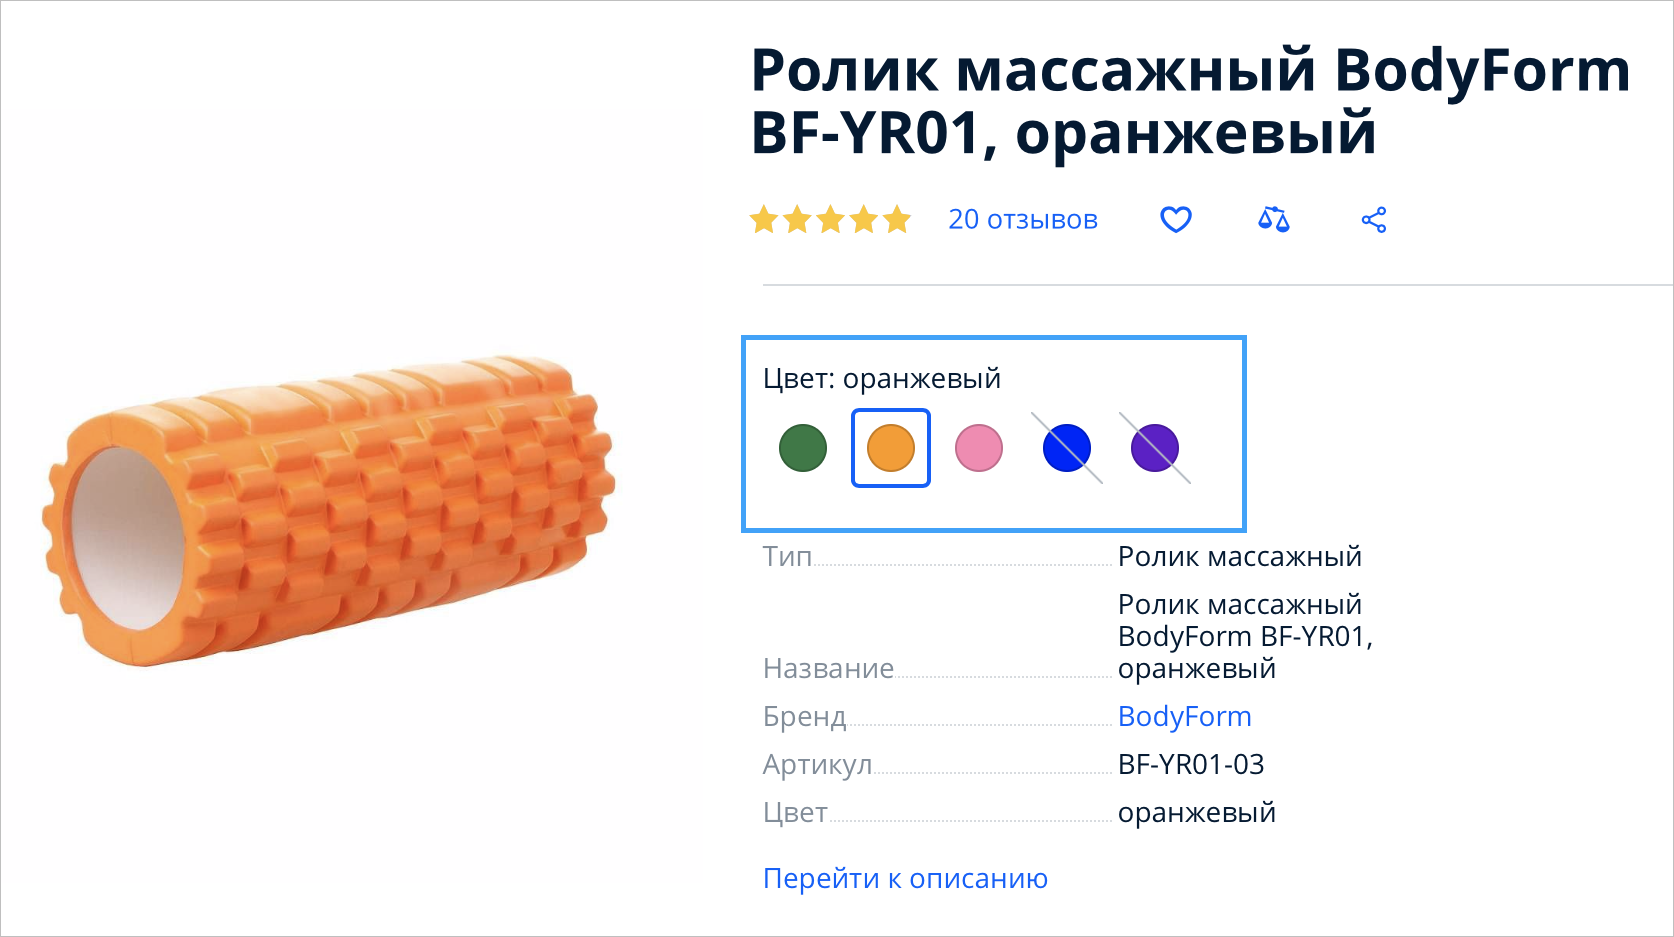 Ролик массажный BodyForm
BF-YR01, оранжевый
20 отзывов
Цвет: оранжевый
Тип Ролик массажный
Название Ролик массажный
BodyForm BF-YR01,
оранжевый
Бренд BodyForm
Артикул BF-YR01-03
Цвет оранжевый
Перейти к описанию